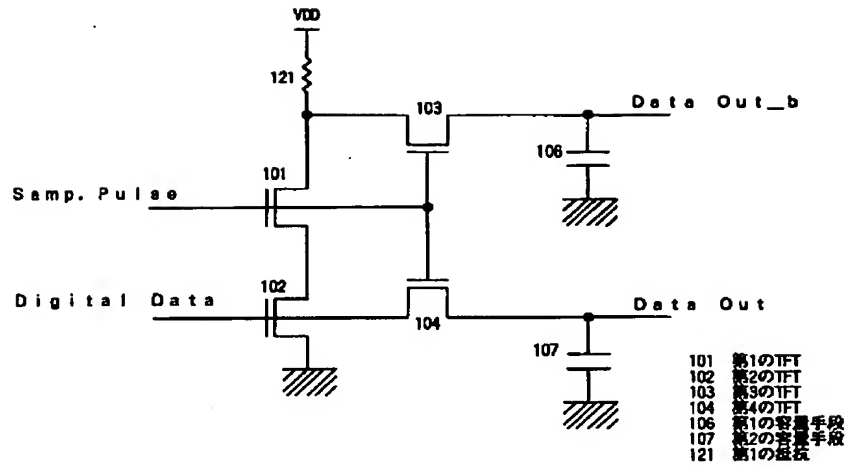 VDD
121
103
Data Out_b
106
101
Samp. Pulse
102
Digital Data
104
Data Out
107
101 第1のTFT
102 第2のTFT
103 第3のTFT
104 第4のTFT
106 第1の容量手段
107 第2の容量手段
121 第1の抵抗